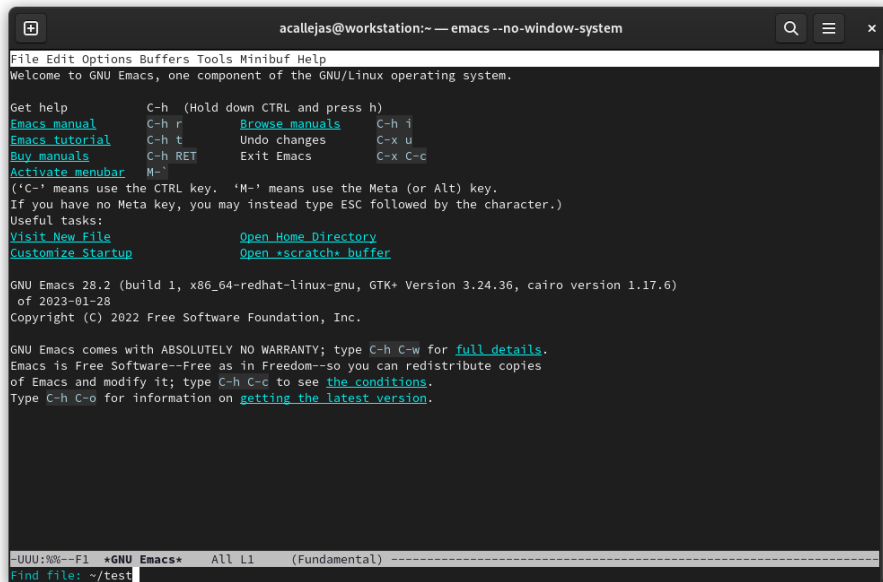 acallejas@workstation:~ — emacs --no-window-system
File Edit Options Buffers Tools Minibuf Help
Welcome to GNU Emacs, one component of the GNU/Linux operating system.
Get help C-h (Hold down CTRL and press h)
Emacs manual C-h r Browse manuals C-h i
Emacs tutorial C-h t Undo changes C-x u
Buy manuals C-h RET Exit Emacs C-x C-c
Activate menubar M-`
(‘C-’ means use the CTRL key. ‘M-’ means use the Meta (or Alt) key.
If you have no Meta key, you may instead type ESC followed by the character.)
Useful tasks:
Visit New File Open Home Directory
Customize Startup Open *scratch* buffer
GNU Emacs 28.2 (build 1, x86_64-redhat-linux-gnu, GTK+ Version 3.24.36, cairo version 1.17.6)
of 2023-01-28
Copyright (C) 2022 Free Software Foundation, Inc.
GNU Emacs comes with ABSOLUTELY NO WARRANTY; type C-h C-w for full details.
Emacs is Free Software--Free as in Freedom--so you can redistribute copies
of Emacs and modify it; type C-h C-c to see the conditions.
Type C-h C-o for information on getting the latest version.
-UUU:%%--F1 *GNU Emacs* All L1 (Fundamental) --------------------------------------------------------------------
Find file: ~/test